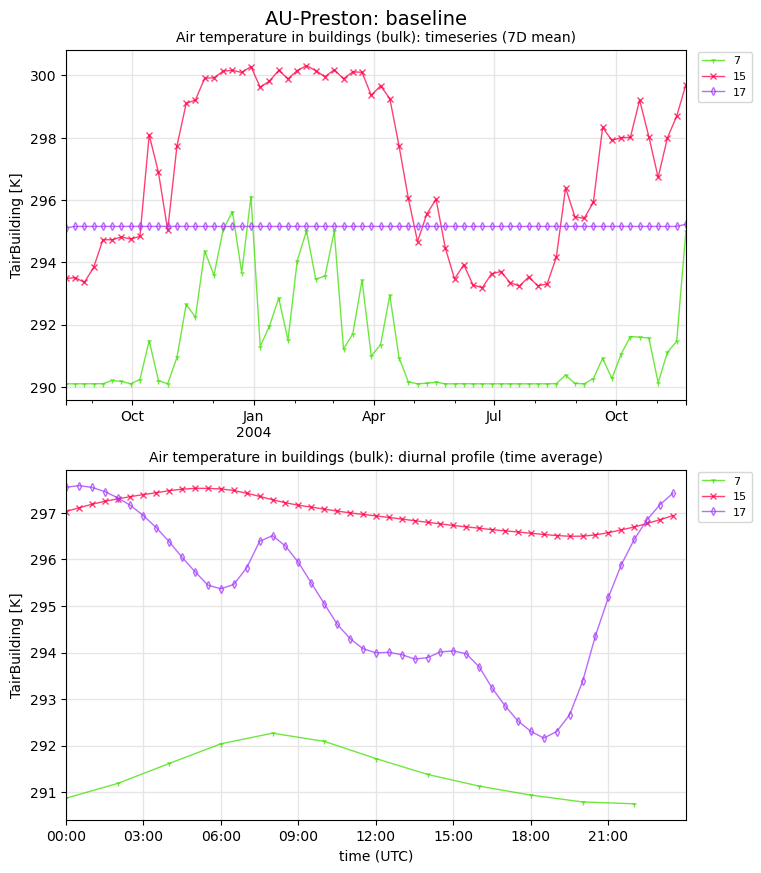 AU-Preston: baseline
Air temperature in buildings (bulk): timeseries (7D mean)
TairBuilding [K]
300
298
296
294
292
290
Oct
Jan
2004
Apr
Jul
Oct
7
15
17
Air temperature in buildings (bulk): diurnal profile (time average)
TairBuilding [K]
297
296
295
294
293
292
291
00:00
03:00
06:00
09:00
12:00
15:00
18:00
21:00
time (UTC)
7
15
17